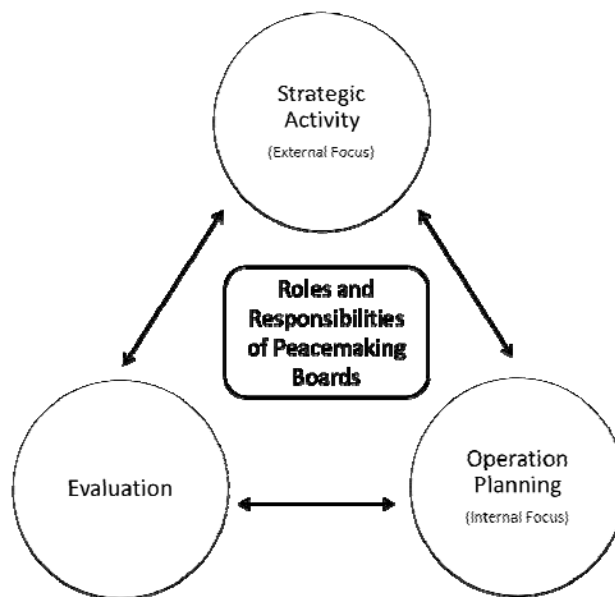 Strategic
Activity
(External Focus)
Roles and
Responsibilities
of Peacemaking
Boards
Evaluation
Operation
Planning
(Internal Focus)